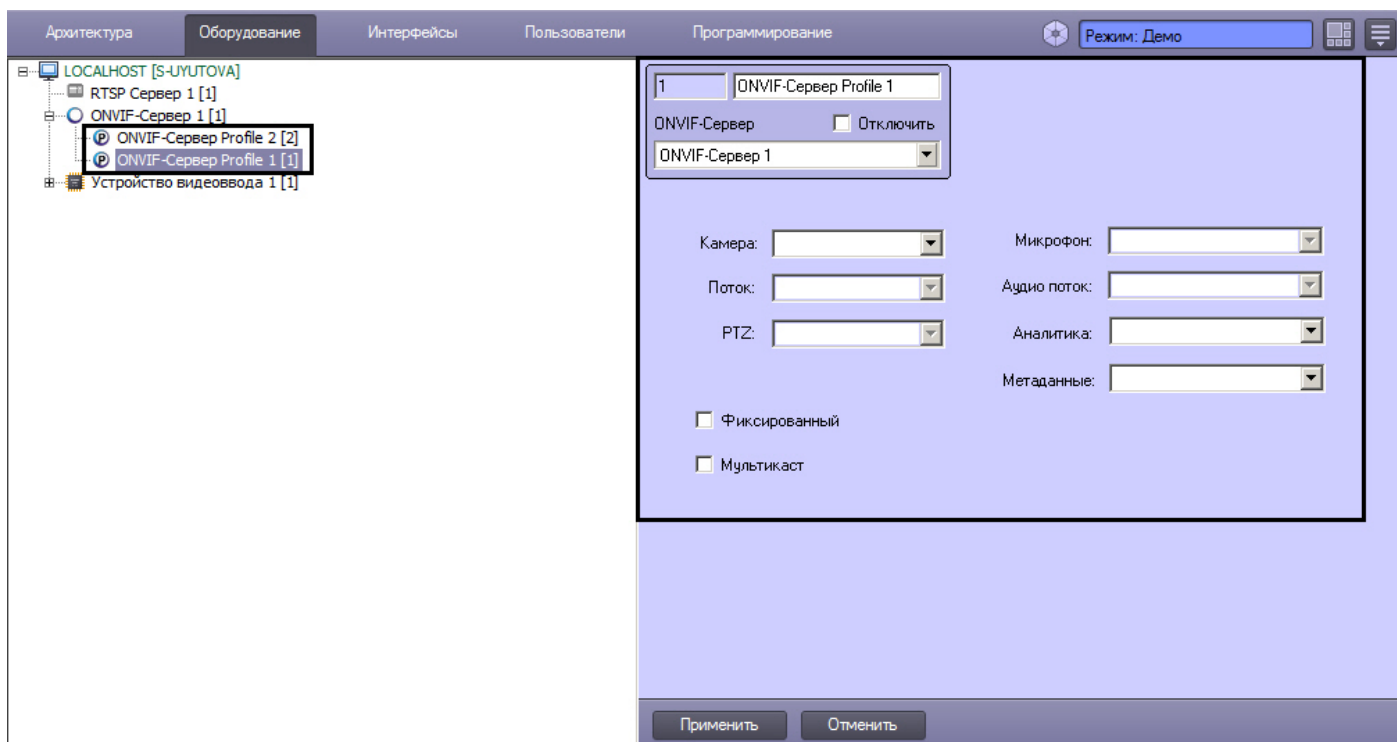 Архитектура Оборудование Интерфейсы Пользователи Программирование Режим: Демо
LOCALHOST [S-UYUTOVA]
RTSP Сервер 1 [1]
ONVIF-Сервер 1 [1]
P ONVIF-Сервер Profile 2 [2]
P ONVIF-Сервер Profile 1 [1]
Устройство видеоввода 1 [1]
1 ONVIF-Сервер Profile 1
ONVIF-Сервер Отключить
ONVIF-Сервер 1
Камера: Микрофон:
Поток: Аудио поток:
PTZ: Аналитика:
Метаданные:
Фиксированный
Мультикаст
Применить Отменить